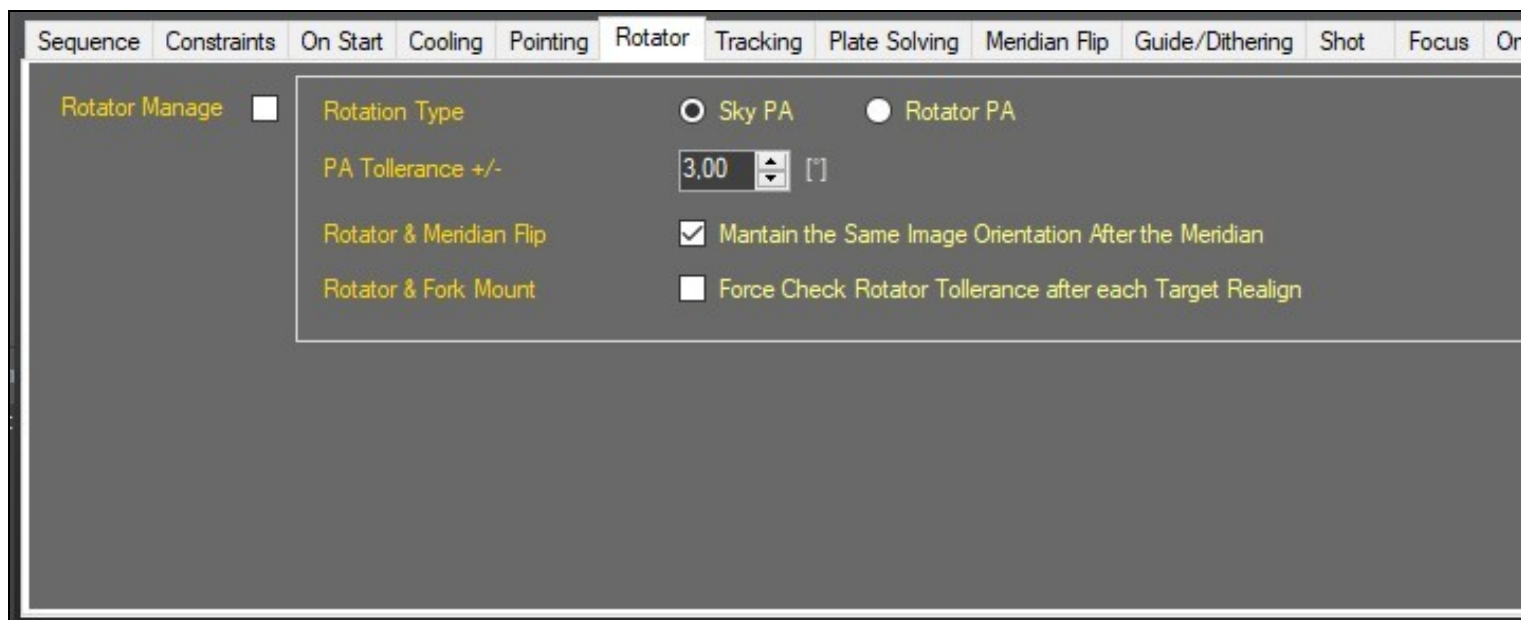 Sequence Constraints On Start Cooling Pointing Rotator Tracking Plate Solving Meridian Flip Guide/Dithering Shot Focus On
Rotator Manage Rotation Type Sky PA Rotator PA
PA Tollerance +/- 3,00 [°]
Rotator & Meridian Flip Mantain the Same Image Orientation After the Meridian
Rotator & Fork Mount Force Check Rotator Tollerance after each Target Realign